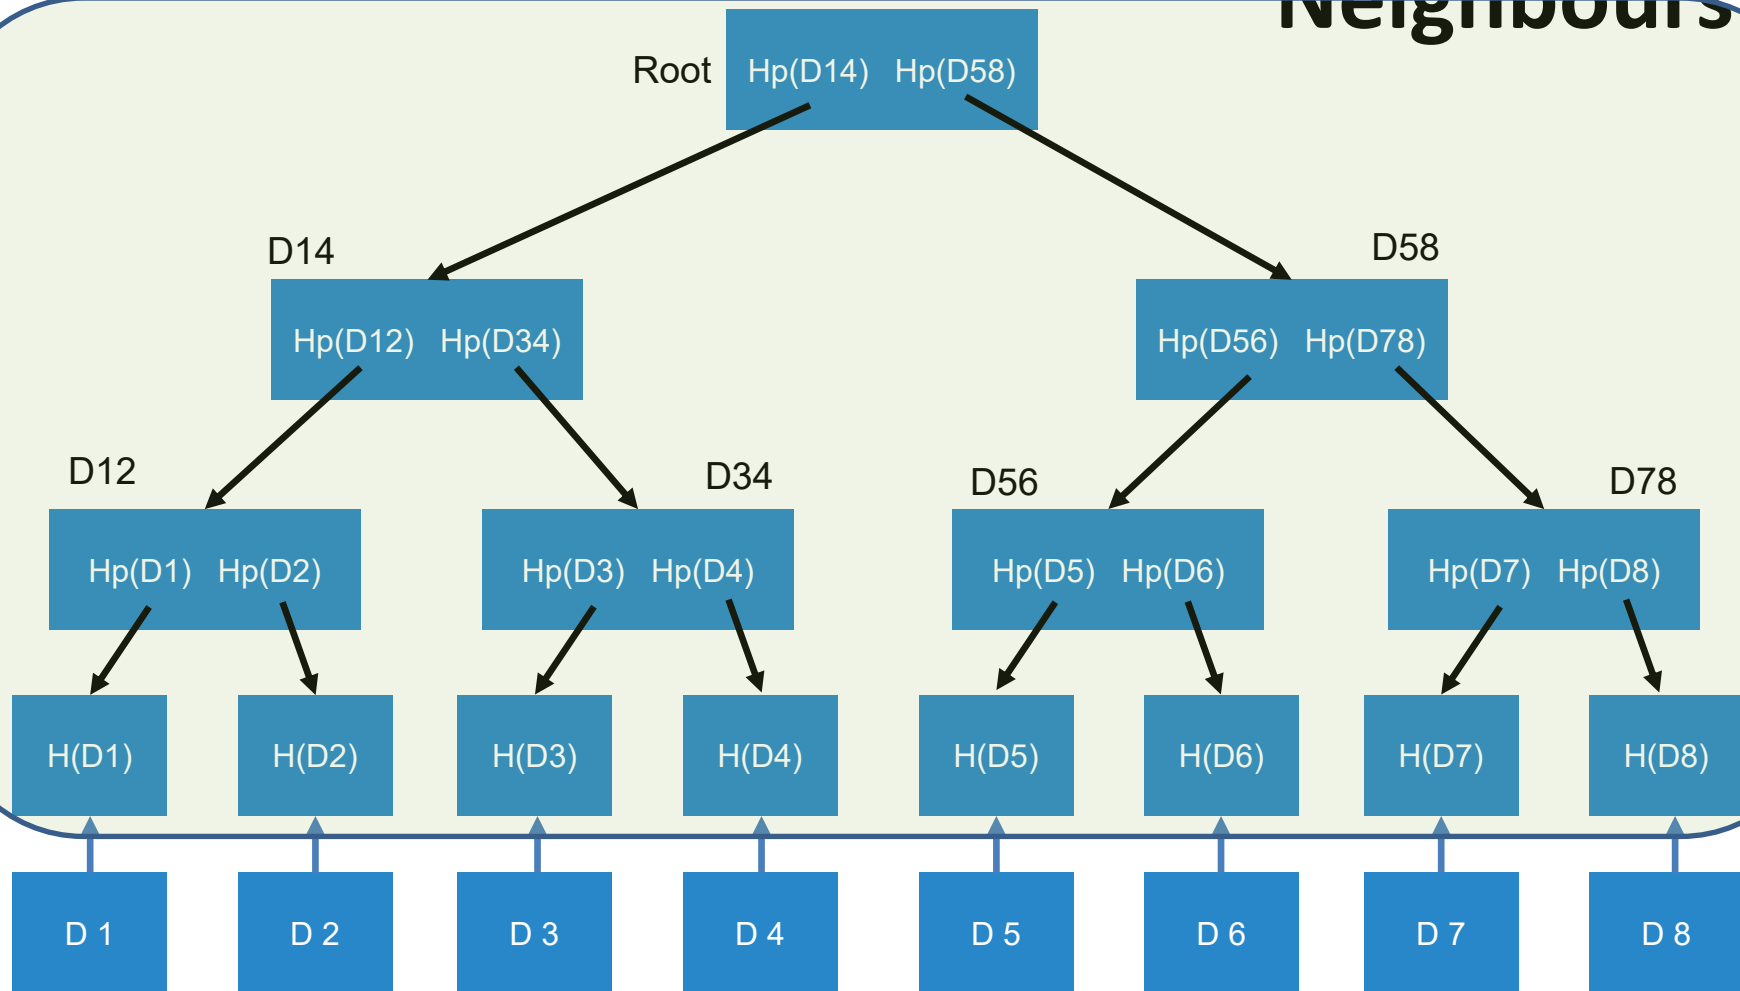 Neighbours
Root
Hp(D14) Hp(D58)
D14
D58
Hp(D12) Hp(D34)
Hp(D56) Hp(D78)
D12
D34
D56
D78
Hp(D1) Hp(D2)
Hp(D3) Hp(D4)
Hp(D5) Hp(D6)
Hp(D7) Hp(D8)
H(D1)
H(D2)
H(D3)
H(D4)
H(D5)
H(D6)
H(D7)
H(D8)
D 1
D 2
D 3
D 4
D 5
D 6
D 7
D 8